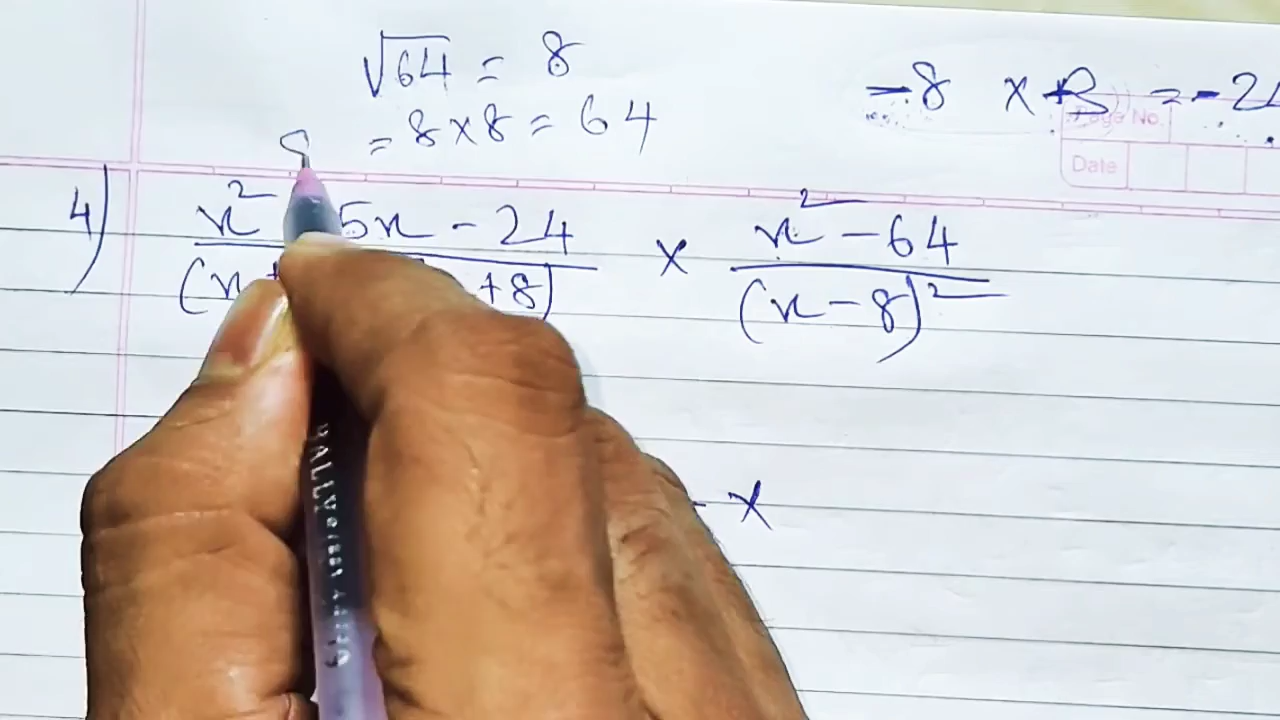 √64 = 8
= 8 × 8 = 64
-8 × +3 = -24
Page No.
Date
4) x² 5x - 24 × x² - 64
(x+ +8) (x - 8)²
- ×